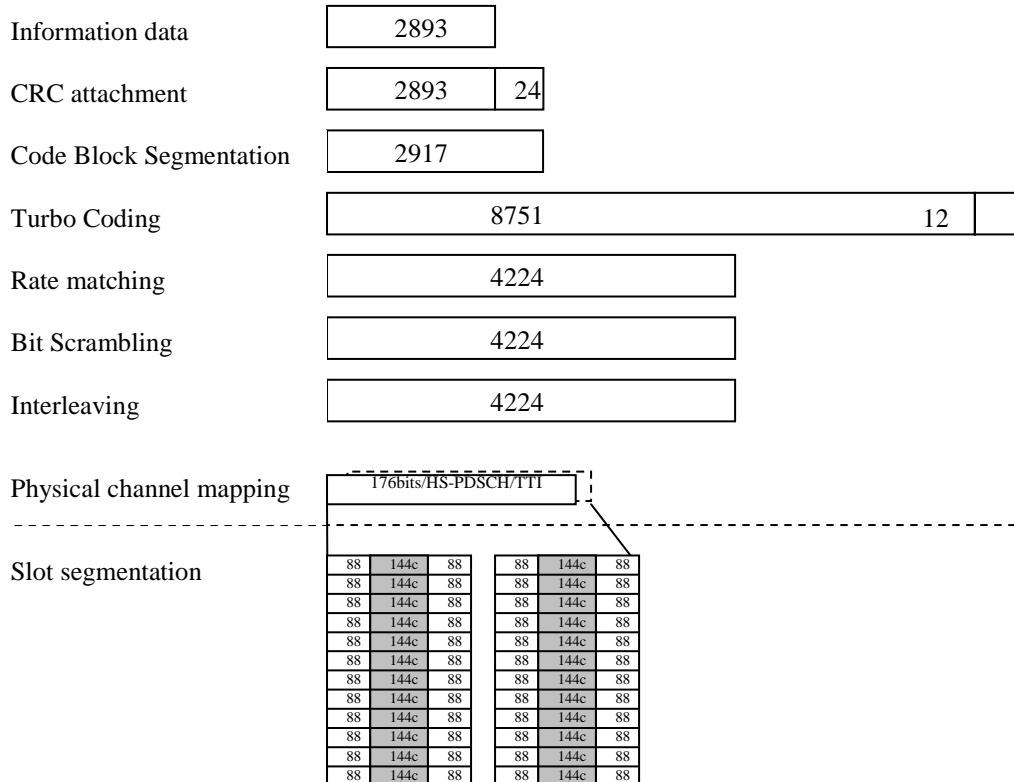 Information data 2893
CRC attachment 2893 24
Code Block Segmentation 2917
Turbo Coding 8751 12
Rate matching 4224
Bit Scrambling 4224
Interleaving 4224
Physical channel mapping 176bits/HS-PDSCH/TTI
Slot segmentation
88 144c 88 88 144c 88
88 144c 88 88 144c 88
88 144c 88 88 144c 88
88 144c 88 88 144c 88
88 144c 88 88 144c 88
88 144c 88 88 144c 88
88 144c 88 88 144c 88
88 144c 88 88 144c 88
88 144c 88 88 144c 88
88 144c 88 88 144c 88
88 144c 88 88 144c 88
88 144c 88 88 144c 88